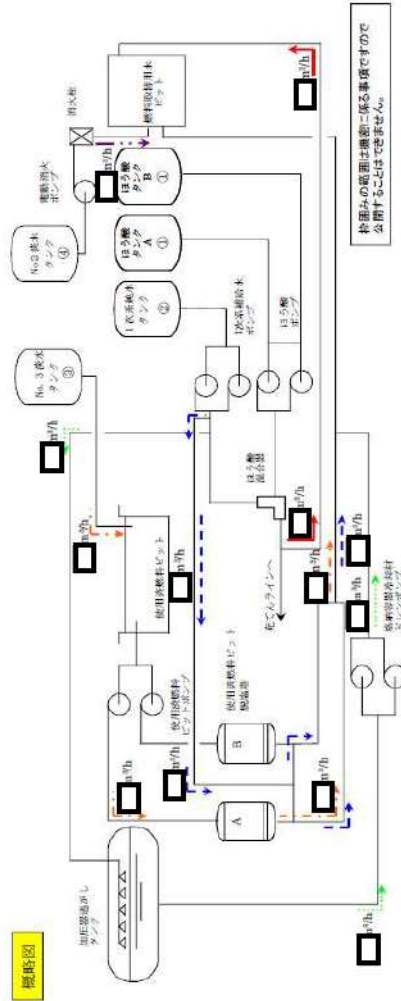 概略図
加圧器逃がし
タンク
m³/h
A
B
m³/h
m³/h
m³/h
m³/h
使用済燃料
ピットポンプ
使用済燃料ピット
脱塩塔
使用済燃料ピット
m³/h
m³/h
m³/h
No. 3 淡水
タンク
③
1次系純水
タンク
②
ほう酸
タンク
A
①
ほう酸
タンク
B
①
No.2 淡水
タンク
④
電動消火
ポンプ
消火栓
m³/h
燃料取替用水
ピット
1次系補給水
ポンプ
ほう酸
ポンプ
ほう酸
混合器
充てんラインへ
m³/h
m³/h
m³/h
m³/h
m³/h
格納容器冷却材
ドレンポンプ
m³/h
枠囲みの範囲は機密に係る事項ですので
公開することはできません。